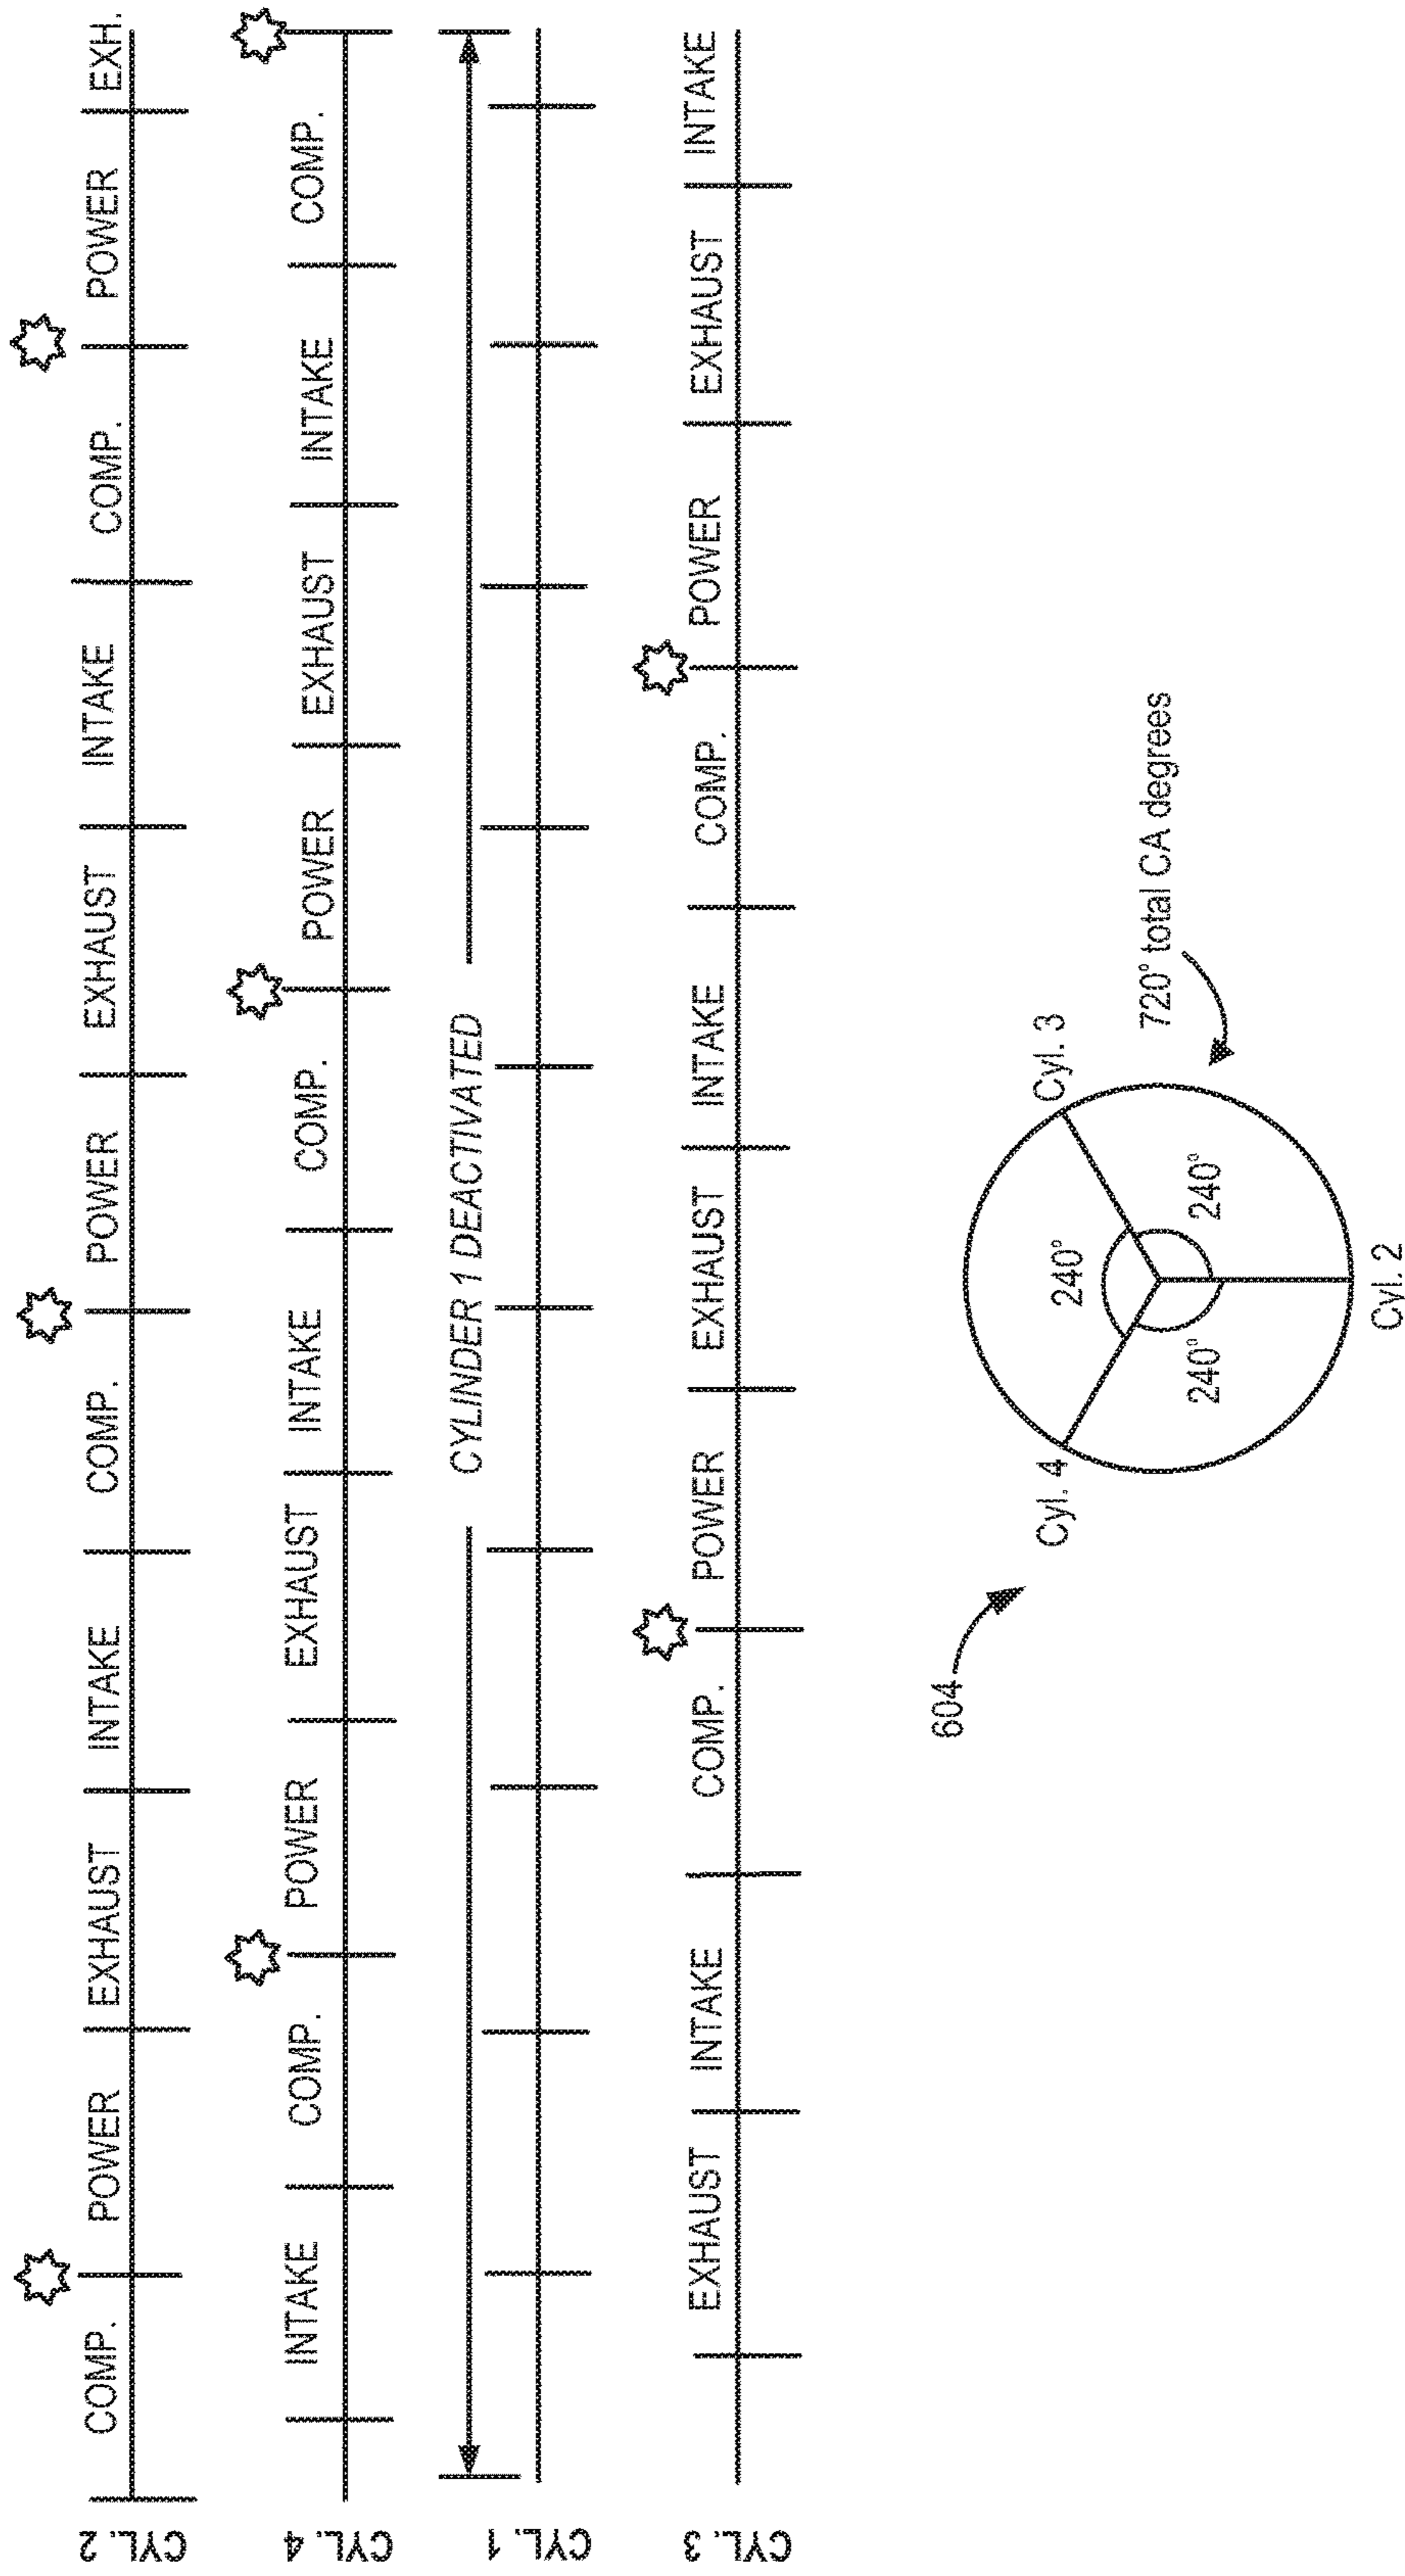 CYL. 2
COMP.
POWER
EXHAUST
INTAKE
COMP.
POWER
EXHAUST
INTAKE
COMP.
POWER
EXH.
CYL. 4
INTAKE
COMP.
POWER
EXHAUST
INTAKE
COMP.
POWER
EXHAUST
INTAKE
COMP.
CYL. 1
CYLINDER 1 DEACTIVATED
CYL. 3
EXHAUST
INTAKE
COMP.
POWER
EXHAUST
INTAKE
COMP.
POWER
EXHAUST
INTAKE
604
Cyl. 4
Cyl. 3
240°
240°
240°
Cyl. 2
720° total CA degrees